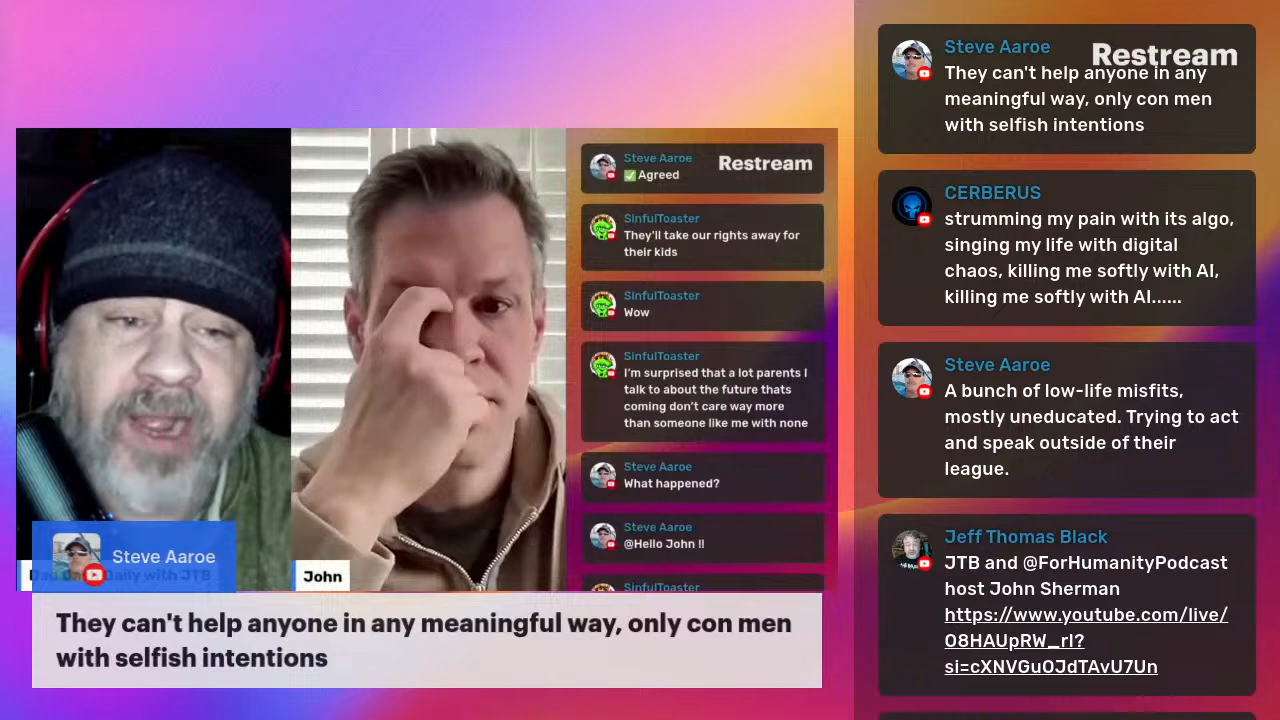 Steve Aaroe
✅Agreed
Restream
SinfulToaster
They'll take our rights away for
their kids
SinfulToaster
Wow
SinfulToaster
I'm surprised that a lot parents I
talk to about the future thats
coming don't care way more
than someone like me with none
Steve Aaroe
What happened?
Steve Aaroe
@Hello John !!
SinfulToaster
Steve Aaroe
Daily with JTB
John
They can't help anyone in any meaningful way, only con men
with selfish intentions
Steve Aaroe
Restream
They can't help anyone in any
meaningful way, only con men
with selfish intentions
CERBERUS
strumming my pain with its algo,
singing my life with digital
chaos, killing me softly with AI,
killing me softly with AI......
Steve Aaroe
A bunch of low-life misfits,
mostly uneducated. Trying to act
and speak outside of their
league.
Jeff Thomas Black
JTB and @ForHumanityPodcast
host John Sherman
https://www.youtube.com/live/
O8HAUpRW_rI?
si=cXNVGuOJdTAvU7Un